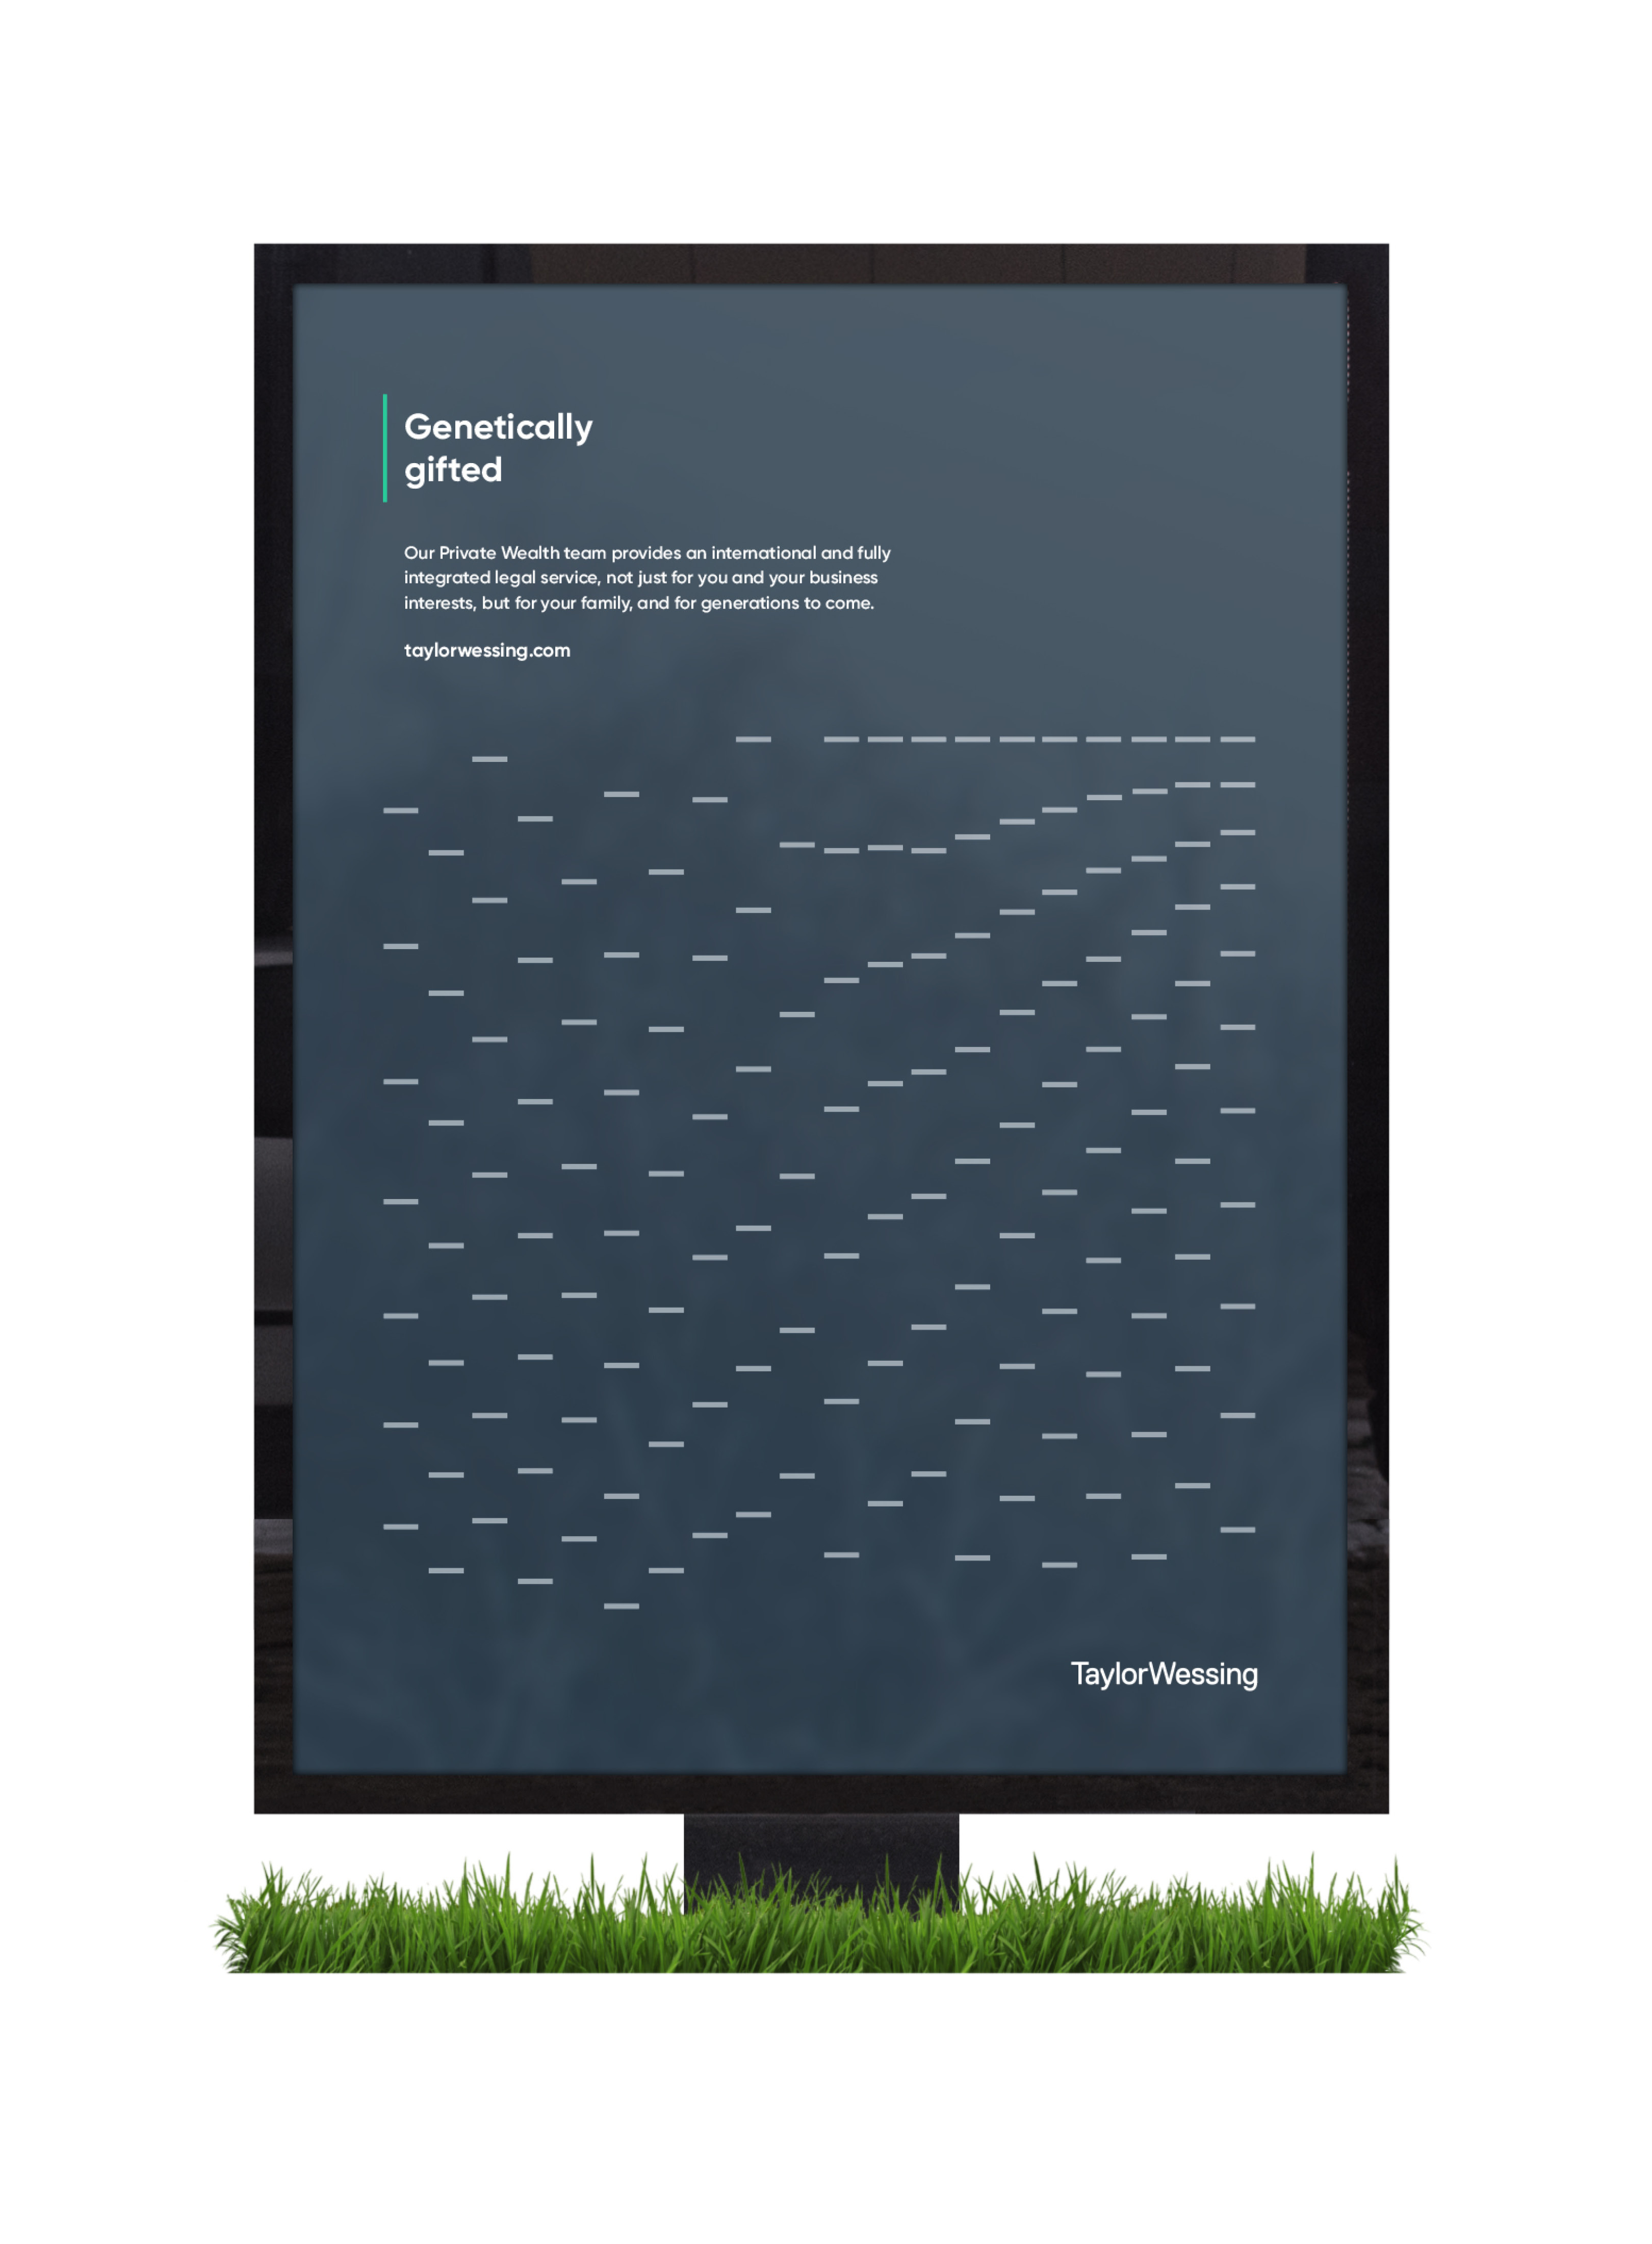 Genetically
gifted
Our Private Wealth team provides an international and fully
integrated legal service, not just for you and your business
interests, but for your family, and for generations to come.
taylorwessing.com
TaylorWessing